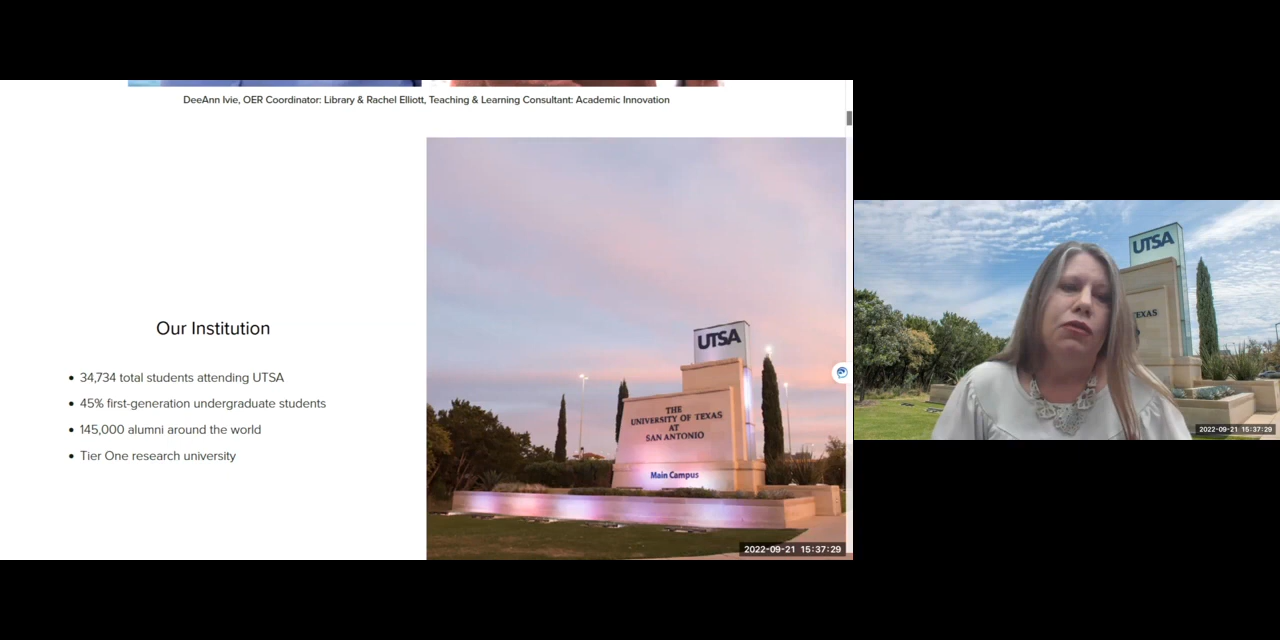 DeeAnn Ivie, OER Coordinator: Library & Rachel Elliott, Teaching & Learning Consultant: Academic Innovation
Our Institution
34,734 total students attending UTSA
45% first-generation undergraduate students
145,000 alumni around the world
Tier One research university
UTSA
THE
UNIVERSITY OF TEXAS
AT
SAN ANTONIO
Main Campus
2022-09-21 15:37:29
UTSA
TEXAS
2022-09-21 15:37:29